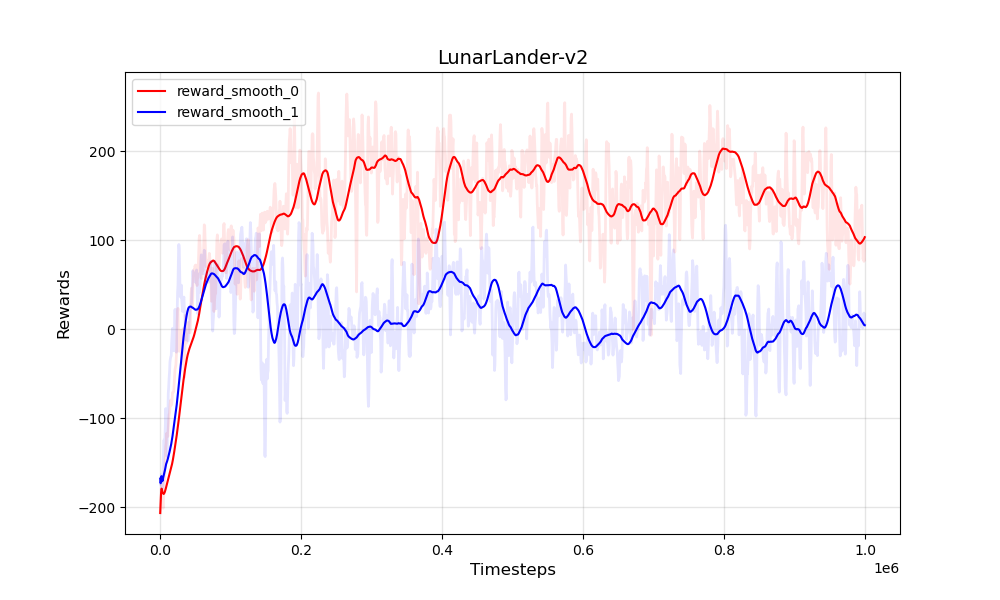 LunarLander-v2
reward_smooth_0
reward_smooth_1
Rewards
200
100
0
−100
−200
0.0 0.2 0.4 0.6 0.8 1.0
1e6
Timesteps